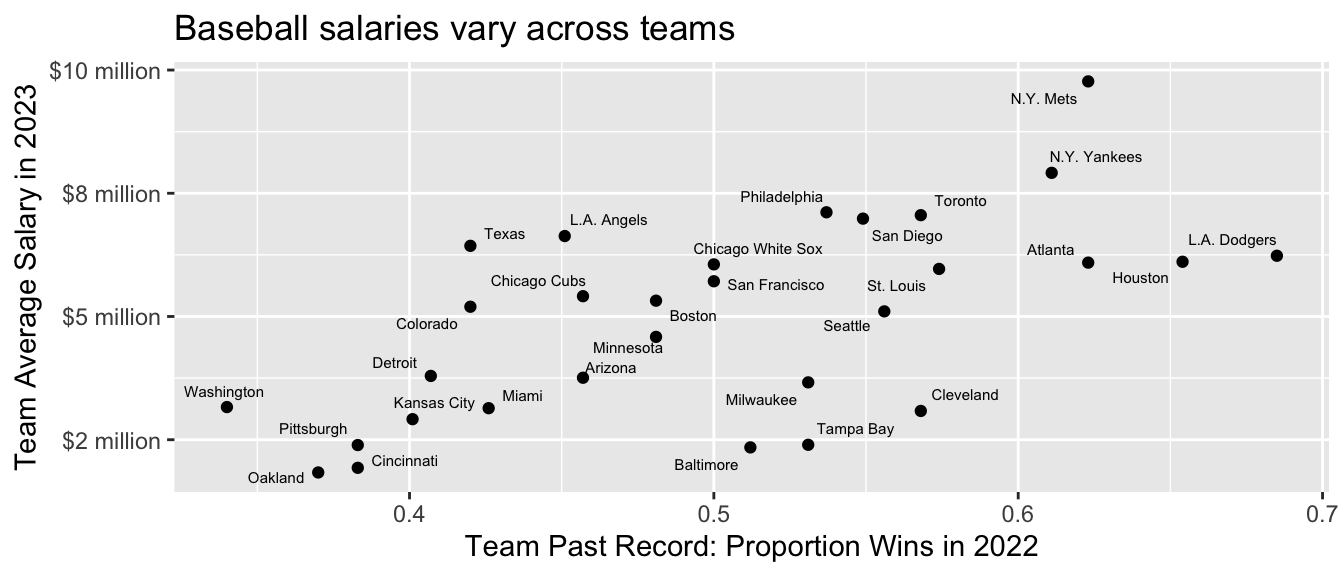 Baseball salaries vary across teams
Team Average Salary in 2023
$10 million
$8 million
$5 million
$2 million
N.Y. Mets
N.Y. Yankees
Philadelphia
Toronto
L.A. Angels
Texas
San Diego
L.A. Dodgers
Chicago White Sox
Atlanta
Houston
Chicago Cubs
San Francisco
St. Louis
Boston
Colorado
Seattle
Minnesota
Detroit
Arizona
Washington
Miami
Cleveland
Kansas City
Milwaukee
Pittsburgh
Tampa Bay
Cincinnati
Baltimore
Oakland
0.4
0.5
0.6
0.7
Team Past Record: Proportion Wins in 2022